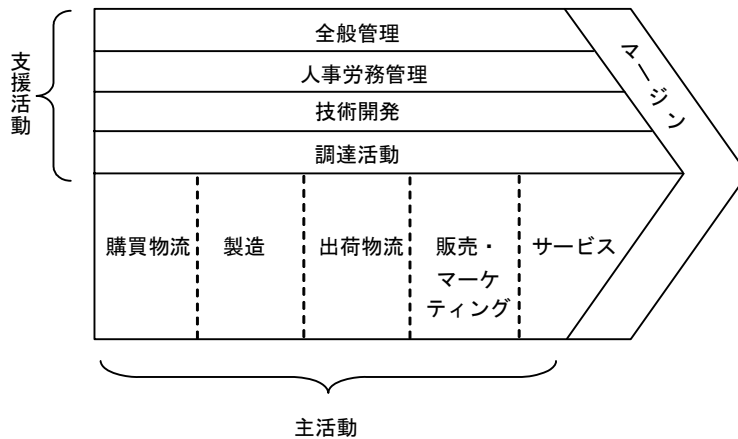 支援活動
全般管理
人事労務管理
技術開発
調達活動
マージン
購買物流
製造
出荷物流
販売・
マーケ
ティング
サービス
主活動